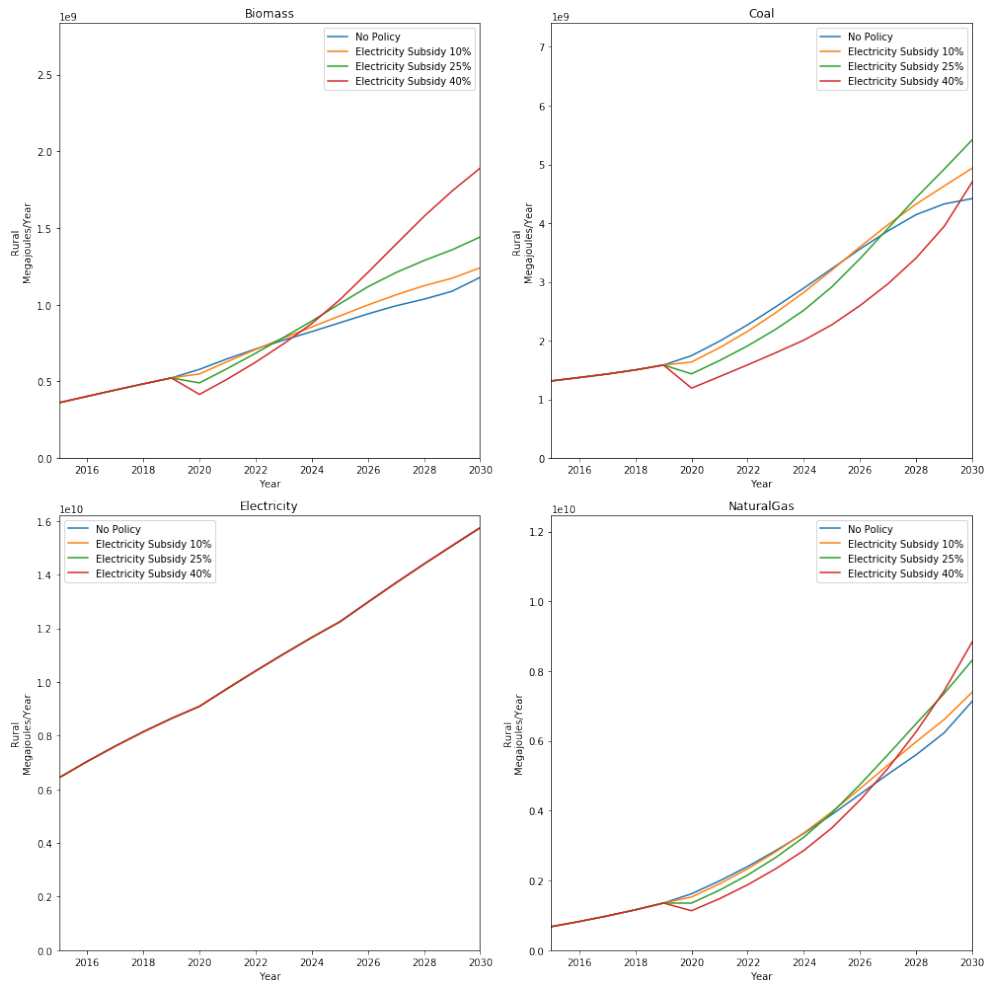 Biomass
1e9
No Policy
Electricity Subsidy 10%
Electricity Subsidy 25%
Electricity Subsidy 40%
2.5
2.0
1.5
1.0
0.5
0.0
Rural
Megajoules/Year
2016 2018 2020 2022 2024 2026 2028 2030
Year
Coal
1e9
No Policy
Electricity Subsidy 10%
Electricity Subsidy 25%
Electricity Subsidy 40%
7
6
5
4
3
2
1
0
Rural
Megajoules/Year
2016 2018 2020 2022 2024 2026 2028 2030
Year
Electricity
1e10
No Policy
Electricity Subsidy 10%
Electricity Subsidy 25%
Electricity Subsidy 40%
1.6
1.4
1.2
1.0
0.8
0.6
0.4
0.2
0.0
Rural
Megajoules/Year
2016 2018 2020 2022 2024 2026 2028 2030
Year
NaturalGas
1e10
No Policy
Electricity Subsidy 10%
Electricity Subsidy 25%
Electricity Subsidy 40%
1.2
1.0
0.8
0.6
0.4
0.2
0.0
Rural
Megajoules/Year
2016 2018 2020 2022 2024 2026 2028 2030
Year